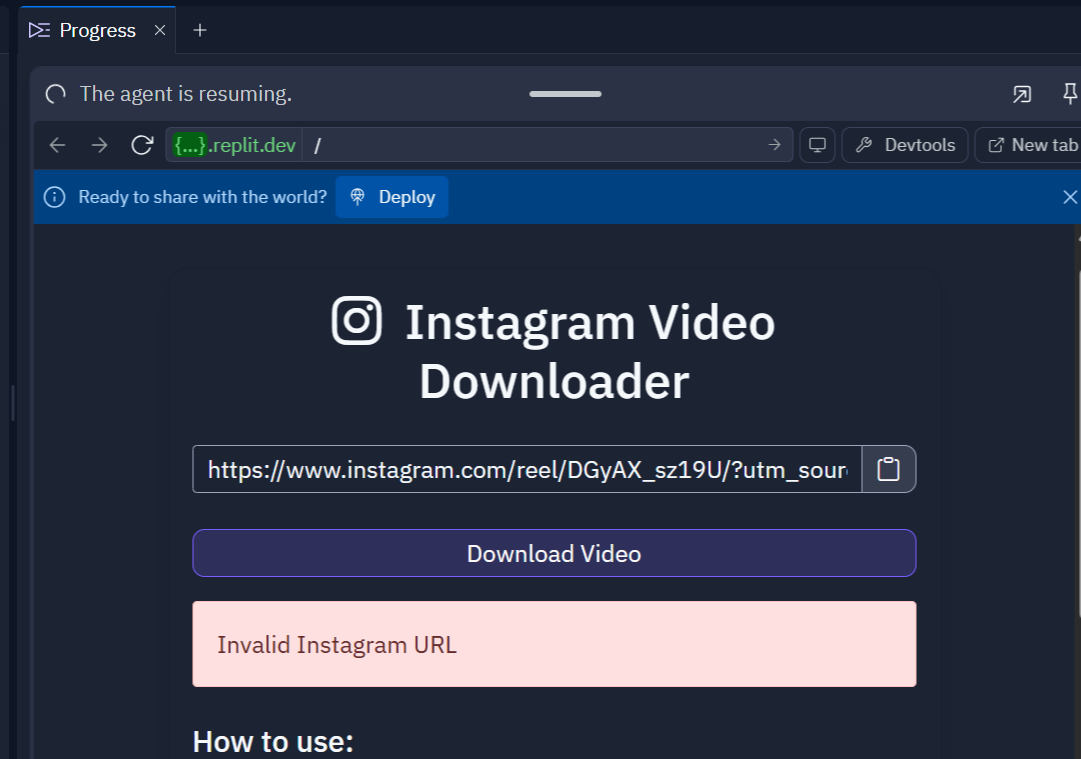 Progress
The agent is resuming.
{...}.replit.dev /
Devtools
New tab
Ready to share with the world?
Deploy
Instagram Video
Downloader
https://www.instagram.com/reel/DGyAX_sz19U/?utm_sour
Download Video
Invalid Instagram URL
How to use: